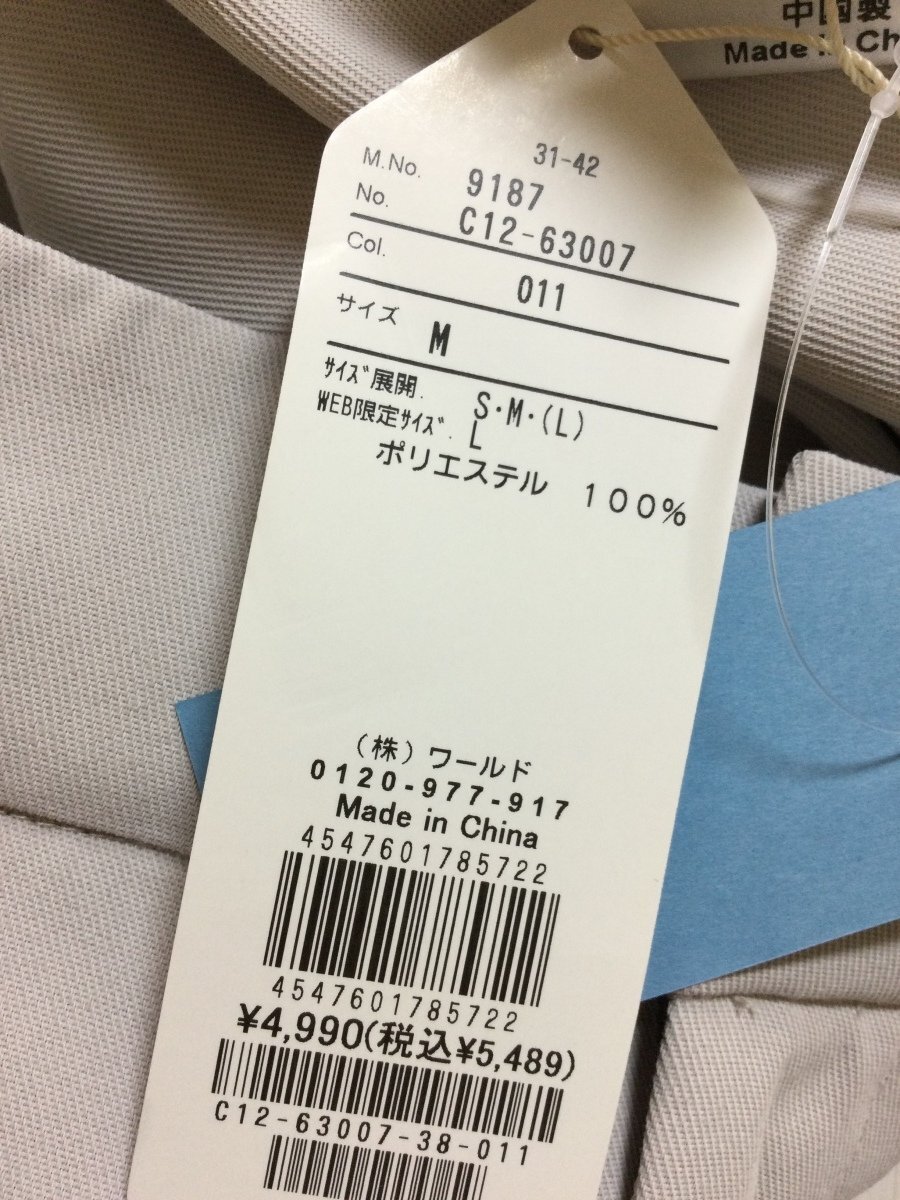 中国製
Made in Ch
31-42
M.No. 9187
No. C12-63007
Col. 011
サイズ M
サイズ展開. S・M・(L)
WEB限定サイズ. L
ポリエステル 100%
(株)ワールド
0120-977-917
Made in China
4547601785722
4547601785722
¥4,990(税込¥5,489)
C12-63007-38-011